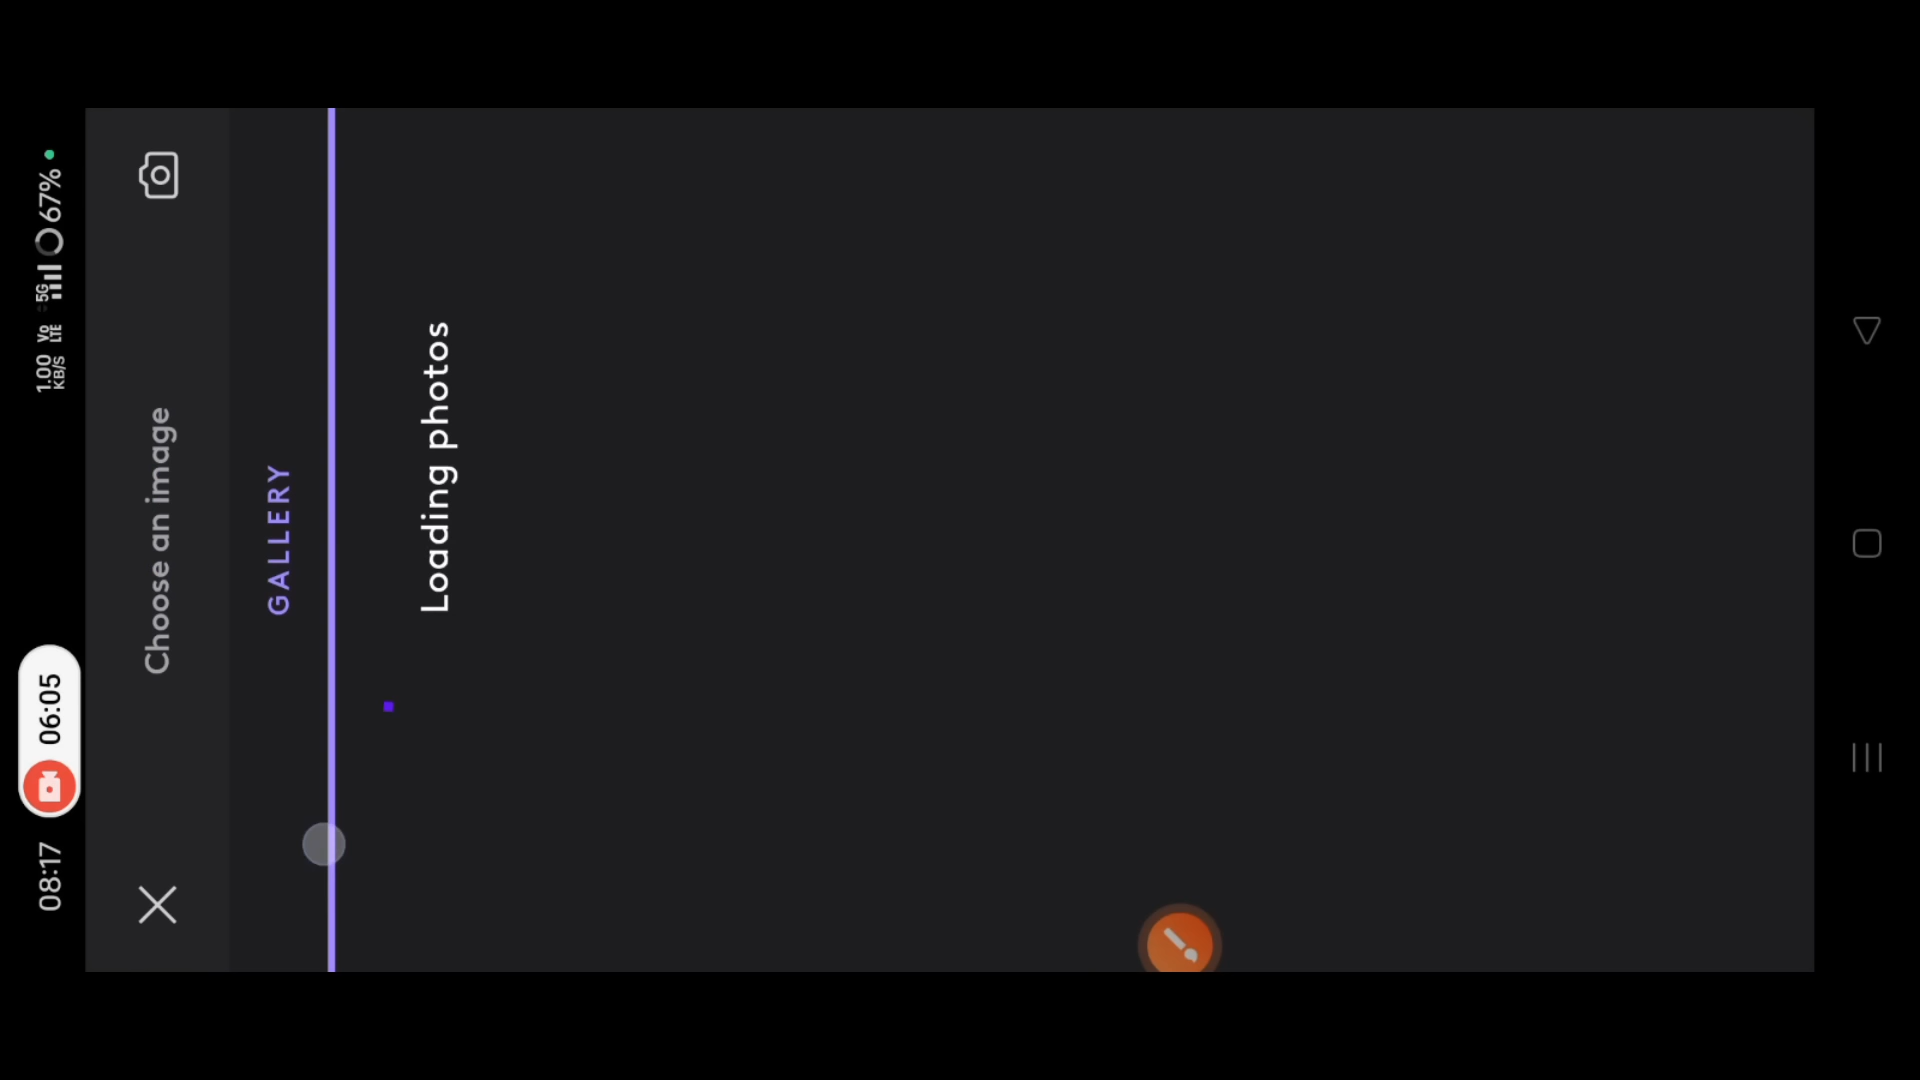 08:17
06:05
1.00 KB/S
Vo LTE
5G
67%
Choose an image
GALLERY
Loading photos